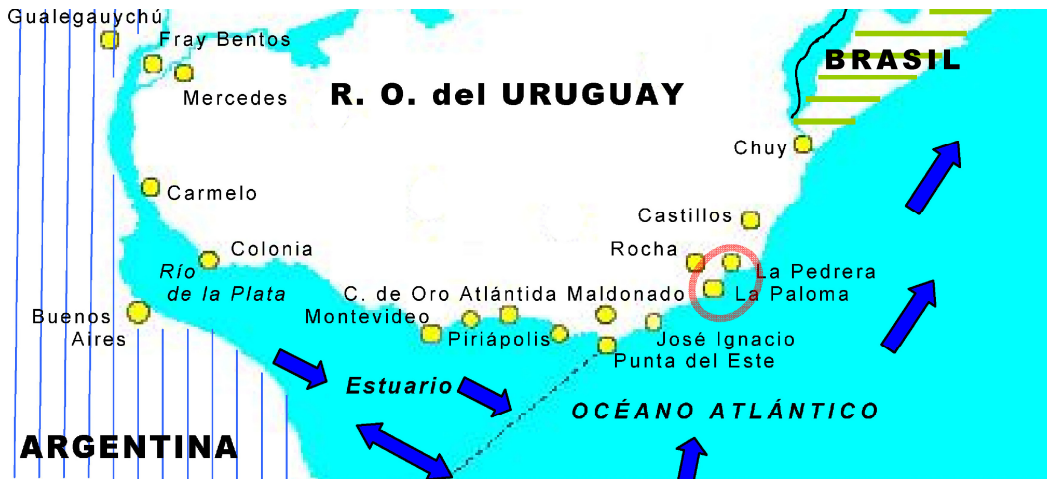 Gualegauychú
Fray Bentos
Mercedes
R. O. del URUGUAY
BRASIL
Chuy
Carmelo
Castillos
Colonia
Rocha
Río
de la Plata
La Pedrera
C. de Oro Atlántida Maldonado
La Paloma
Buenos
Aires
Montevideo
Piriápolis
José Ignacio
Punta del Este
Estuario
OCÉANO ATLÁNTICO
ARGENTINA